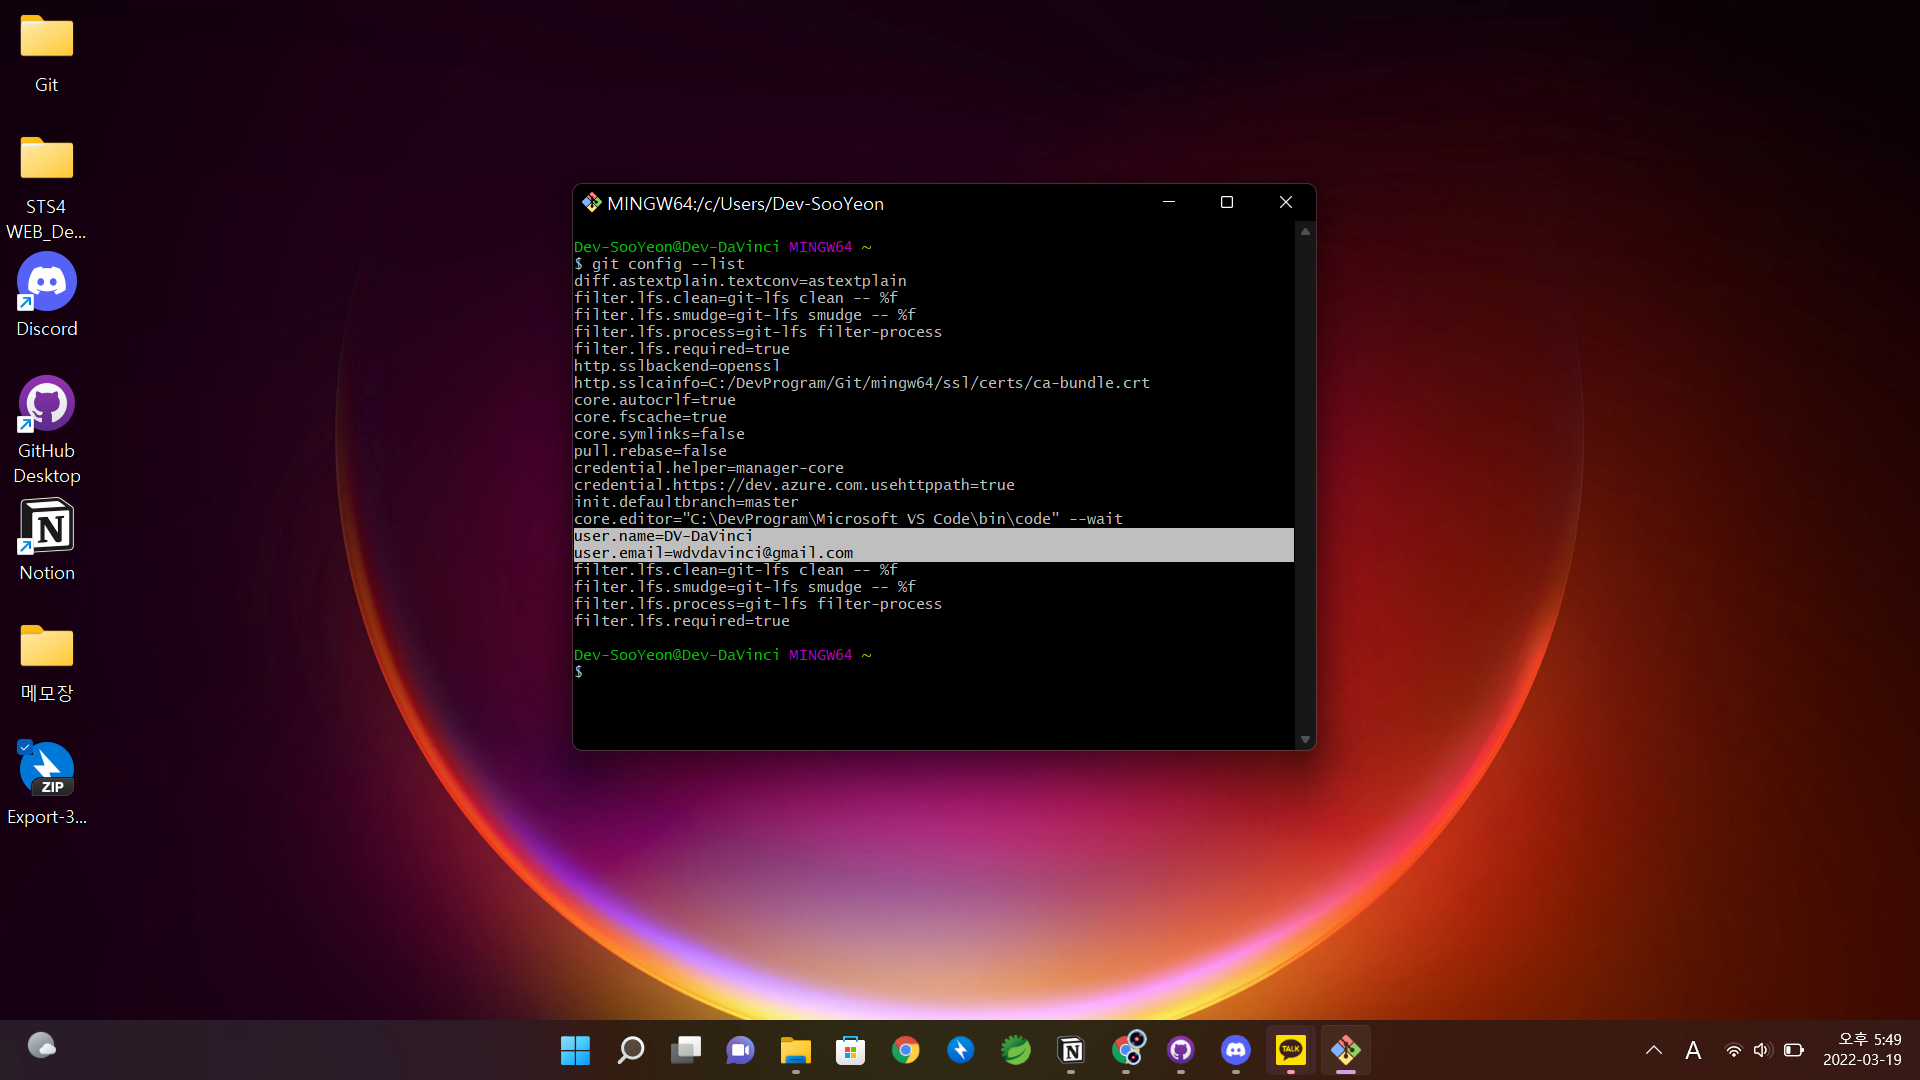 Git
STS4
WEB_De...
Discord
GitHub
Desktop
Notion
메모장
ZIP
Export-3...
MINGW64:/c/Users/Dev-SooYeon
Dev-SooYeon@Dev-DaVinci MINGW64 ~
$ git config --list
diff.astextplain.textconv=astextplain
filter.lfs.clean=git-lfs clean -- %f
filter.lfs.smudge=git-lfs smudge -- %f
filter.lfs.process=git-lfs filter-process
filter.lfs.required=true
http.sslbackend=openssl
http.sslcainfo=C:/DevProgram/Git/mingw64/ssl/certs/ca-bundle.crt
core.autocrlf=true
core.fscache=true
core.symlinks=false
pull.rebase=false
credential.helper=manager-core
credential.https://dev.azure.com.usehttppath=true
init.defaultbranch=master
core.editor="C:\DevProgram\Microsoft VS Code\bin\code" --wait
user.name=DV-DaVinci
user.email=wdvdavinci@gmail.com
filter.lfs.clean=git-lfs clean -- %f
filter.lfs.smudge=git-lfs smudge -- %f
filter.lfs.process=git-lfs filter-process
filter.lfs.required=true
Dev-SooYeon@Dev-DaVinci MINGW64 ~
$
TALK
A
오후 5:49
2022-03-19